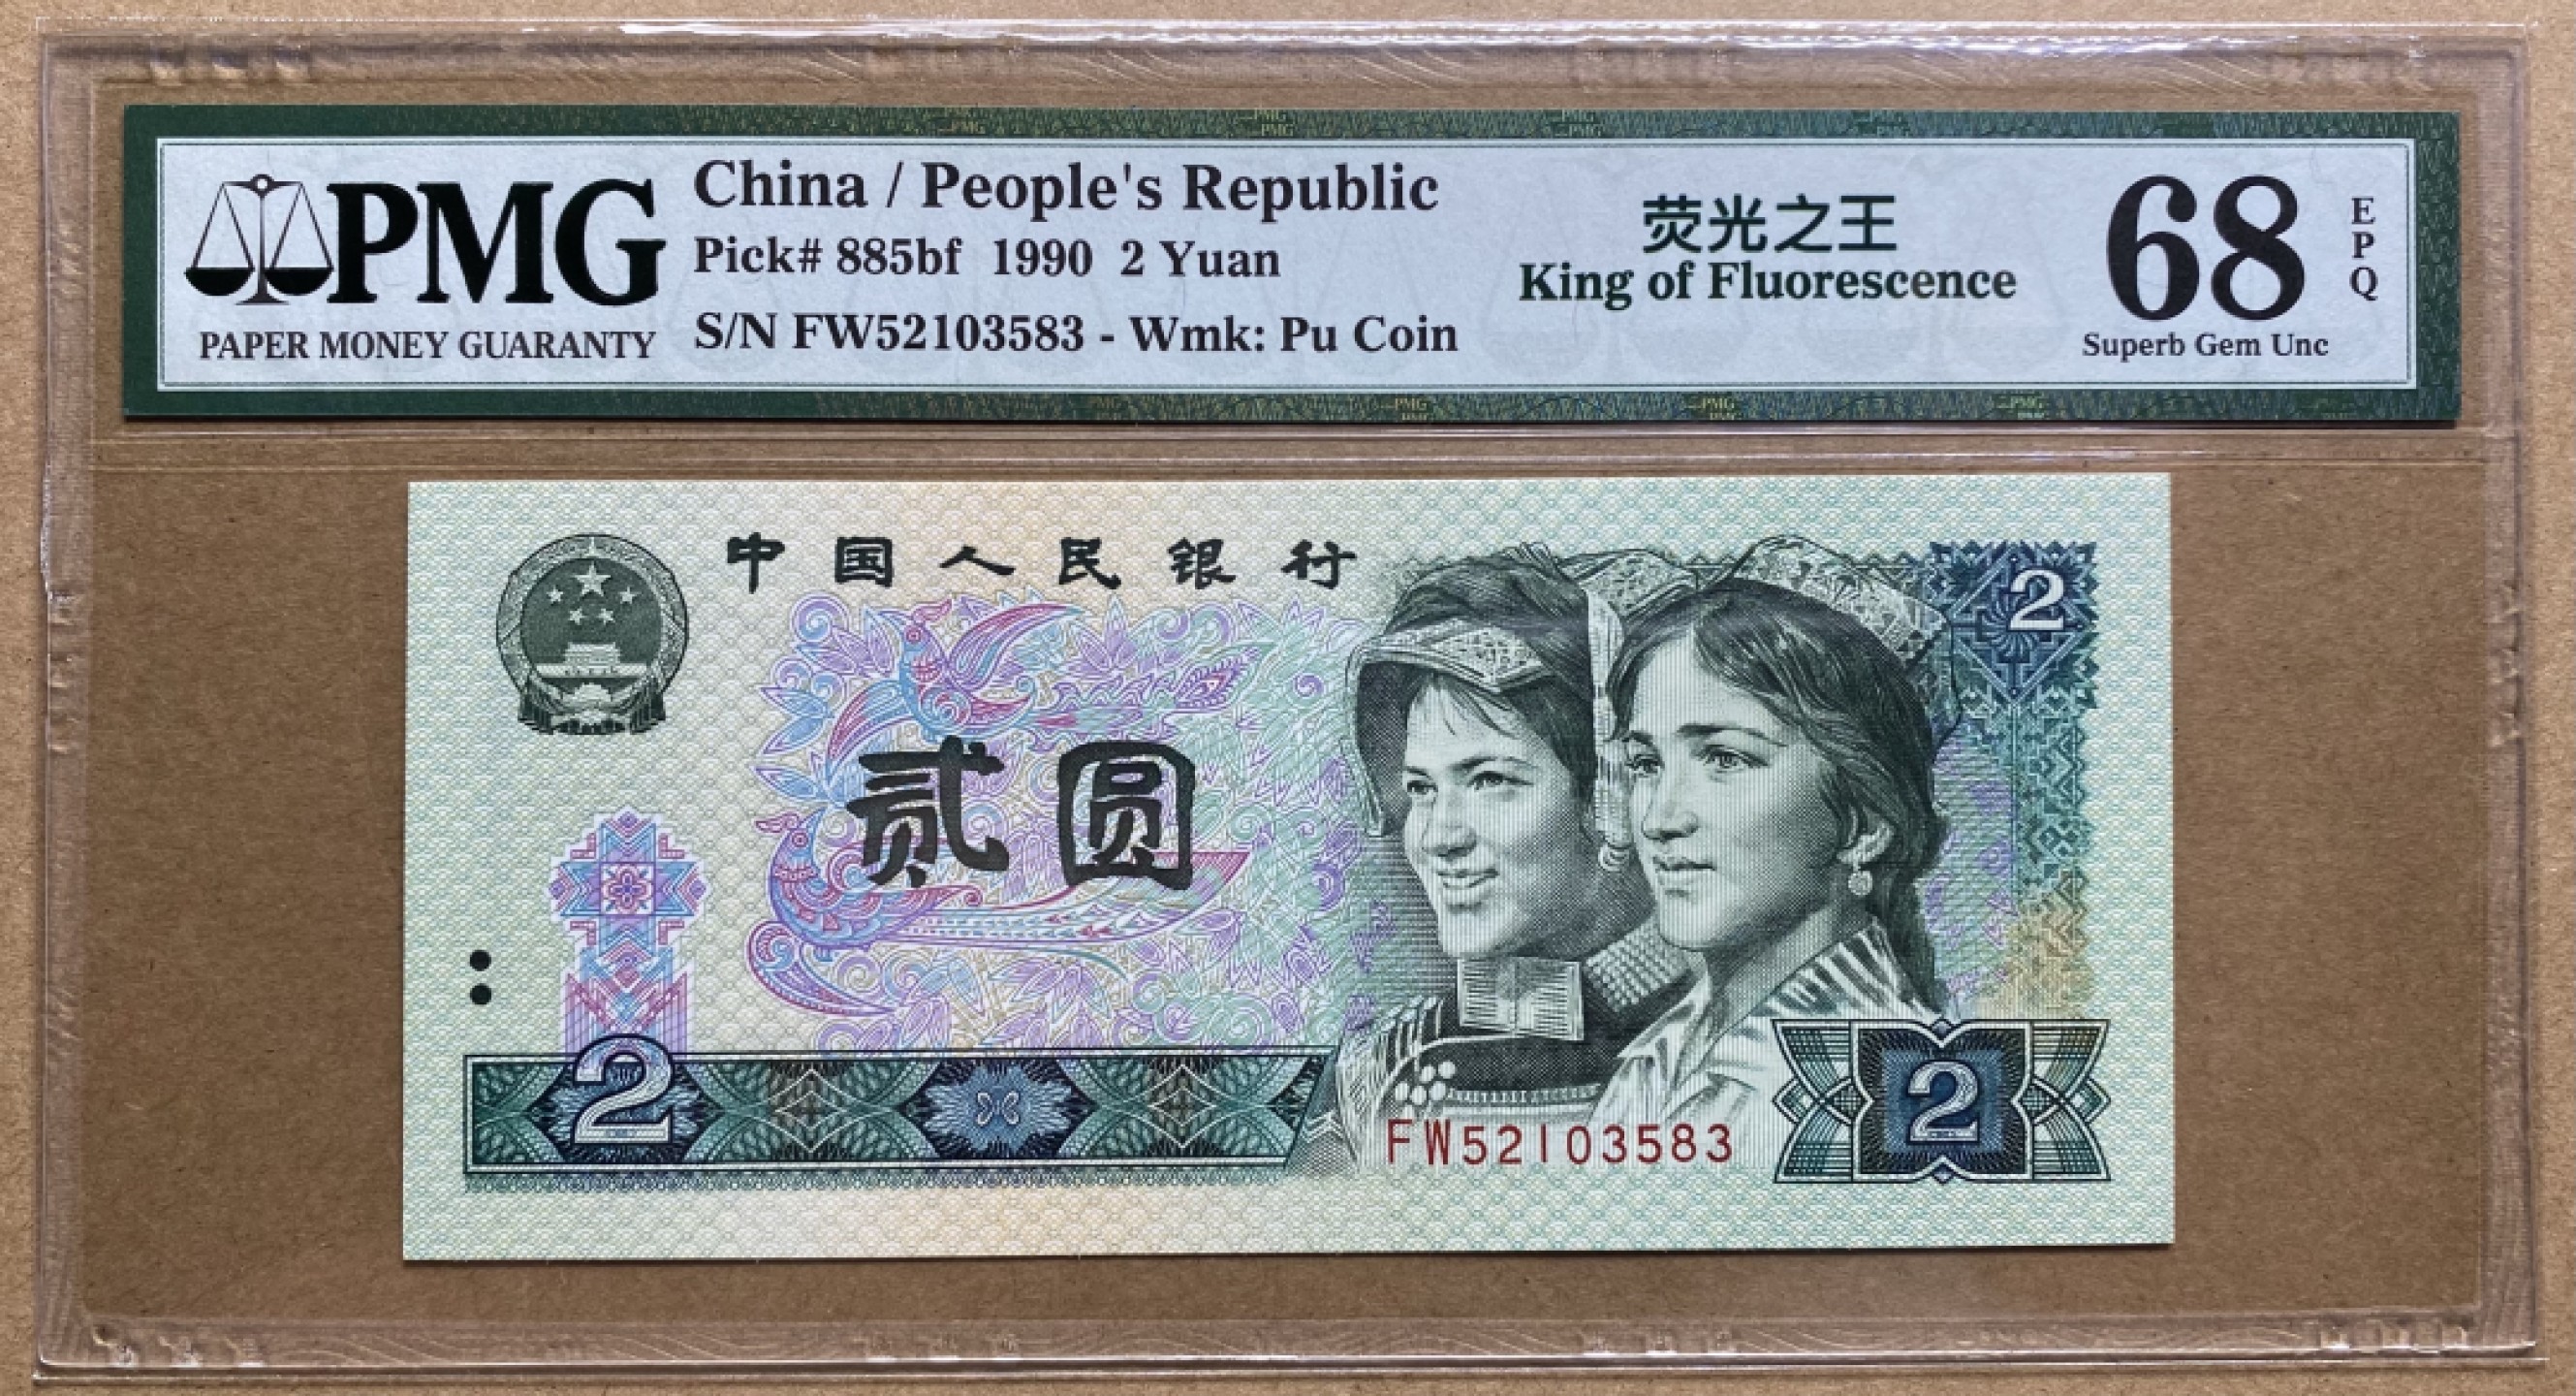 PMG
PAPER MONEY GUARANTY
China / People's Republic
Pick# 885bf 1990 2 Yuan
S/N FW52103583 - Wmk: Pu Coin
荧光之王
King of Fluorescence
68
EPQ
Superb Gem Unc
中国人民银行
2
贰圆
2
FW52103583
2